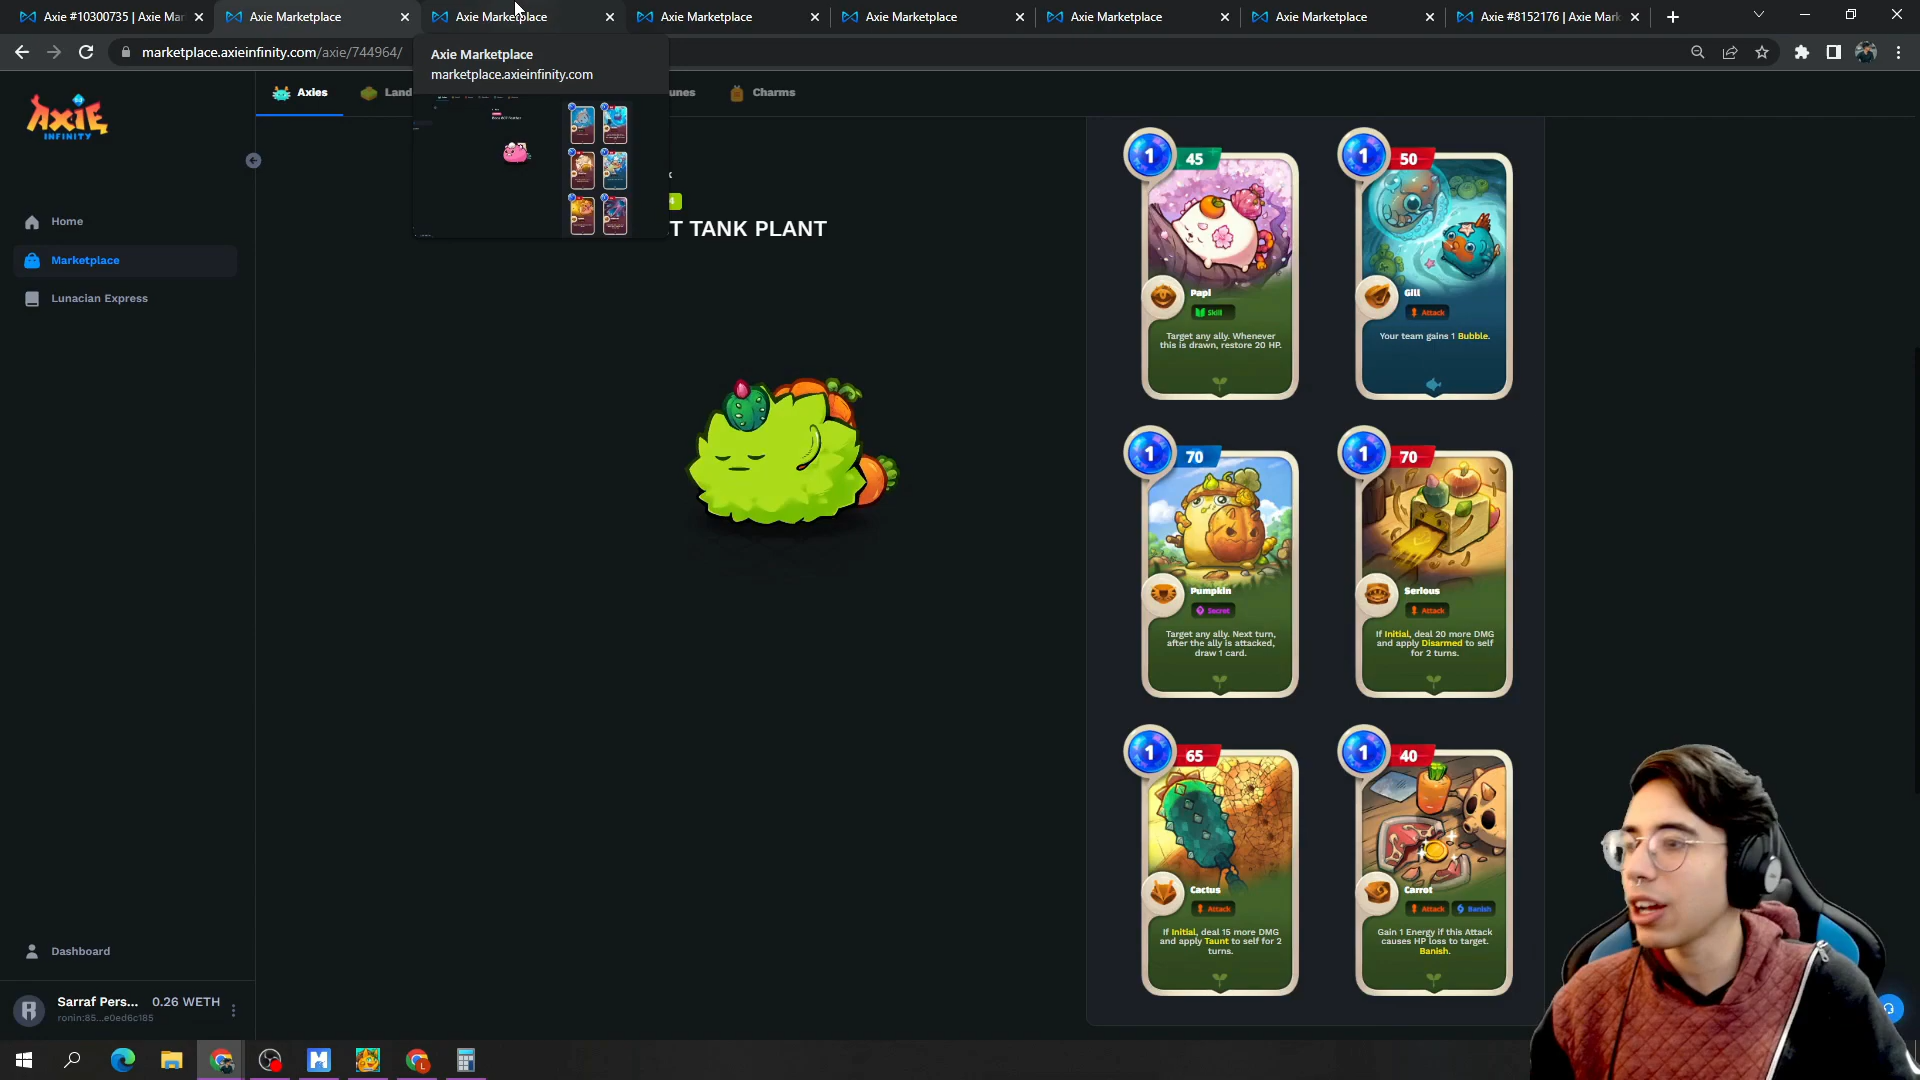 Axie #10300735 | Axie Mar
Axie Marketplace
Axie Marketplace
Axie Marketplace
Axie Marketplace
Axie Marketplace
Axie Marketplace
Axie #8152176 | Axie Mark
marketplace.axieinfinity.com/axie/744964/
Axie Marketplace
marketplace.axieinfinity.com
AXIE
INFINITY
Axies
Land
unes
Charms
Home
Marketplace
Lunacian Express
T TANK PLANT
1
45
Papi
Skill
Target any ally. Whenever
this is drawn, restore 20 HP.
1
50
Gill
Attack
Your team gains 1 Bubble.
1
70
Pumpkin
Secret
Target any ally. Next turn,
after the ally is attacked,
draw 1 card.
1
70
Serious
Attack
If Initial, deal 20 more DMG
and apply Disarmed to self
for 2 turns.
1
65
Cactus
Attack
If Initial, deal 15 more DMG
and apply Taunt to self for 2
turns.
1
40
Carrot
Attack
Banish
Gain 1 Energy if this Attack
causes HP loss to target.
Banish.
Dashboard
Sarraf Pers...
0.26 WETH
ronin:85...e0ed6c185